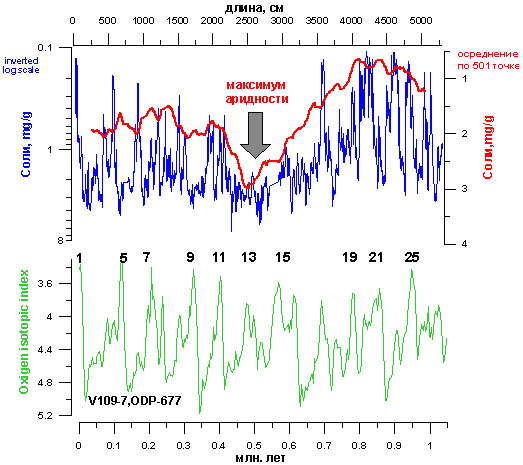 длина, см
0 500 1000 1500 2000 2500 3000 3500 4000 4500 5000
inverted
log scale
0.1
1
8
Соли, mg/g
максимум
аридности
осреднение
по 501 точке
1
2
3
4
Соли,mg/g
1 5 7 9 11 13 15 19 21 25
Oxigen isotopic index
3.6
4
4.4
4.8
5.2
V109-7,ODP-677
0 0.1 0.2 0.3 0.4 0.5 0.6 0.7 0.8 0.9 1
млн. лет